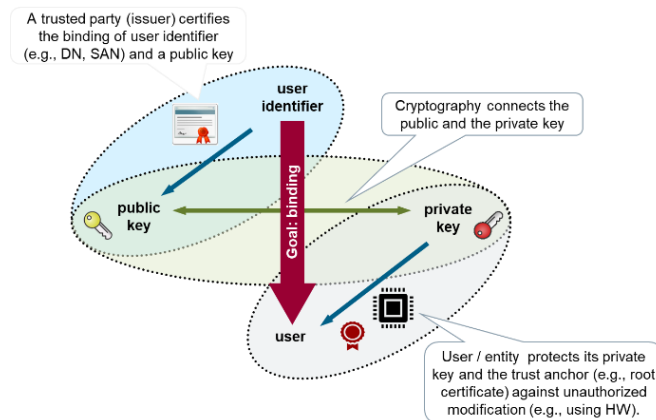 A trusted party (issuer) certifies
the binding of user identifier
(e.g., DN, SAN) and a public key
user
identifier
Cryptography connects the
public and the private key
public
key
Goal: binding
private
key
user
User / entity protects its private
key and the trust anchor (e.g., root
certificate) against unauthorized
modification (e.g., using HW).